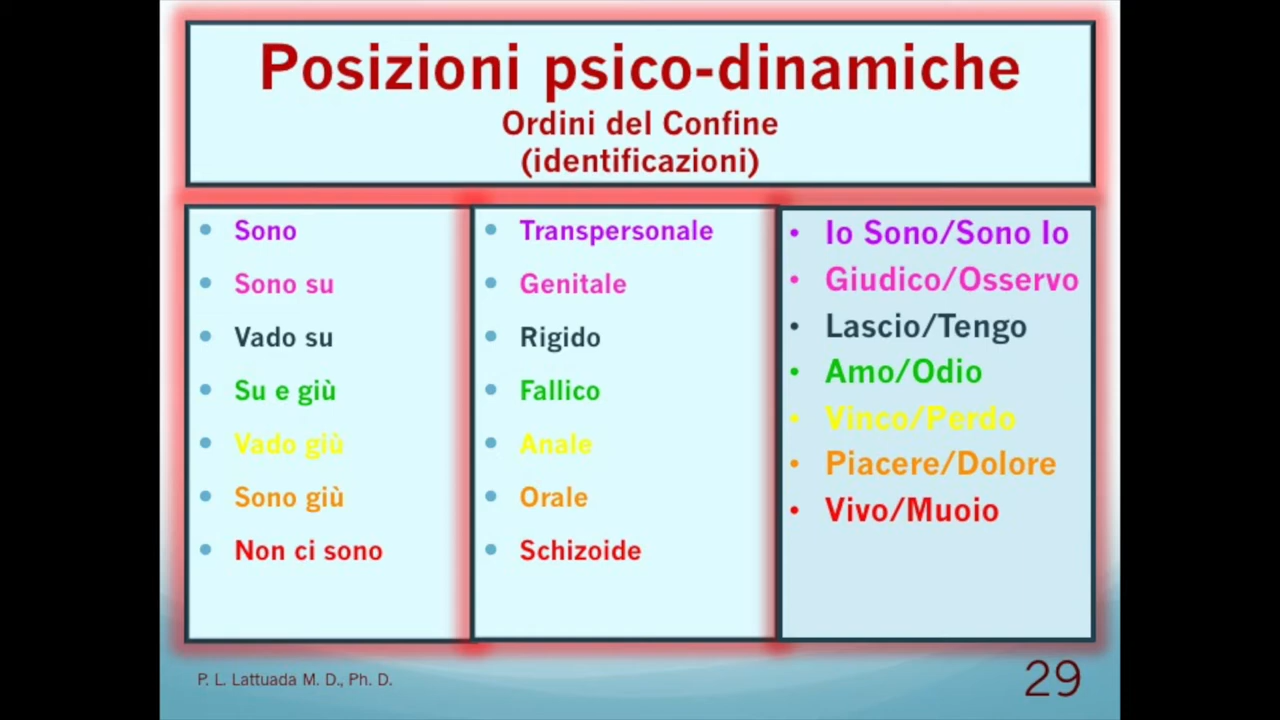 Posizioni psico-dinamiche
Ordini del Confine
(identificazioni)
• Sono
• Sono su
• Vado su
• Su e giù
• Vado giù
• Sono giù
• Non ci sono
• Transpersonale
• Genitale
• Rigido
• Fallico
• Anale
• Orale
• Schizoide
• Io Sono/Sono Io
• Giudico/Osservo
• Lascio/Tengo
• Amo/Odio
• Vinco/Perdo
• Piacere/Dolore
• Vivo/Muoio
P. L. Lattuada M. D., Ph. D.
29